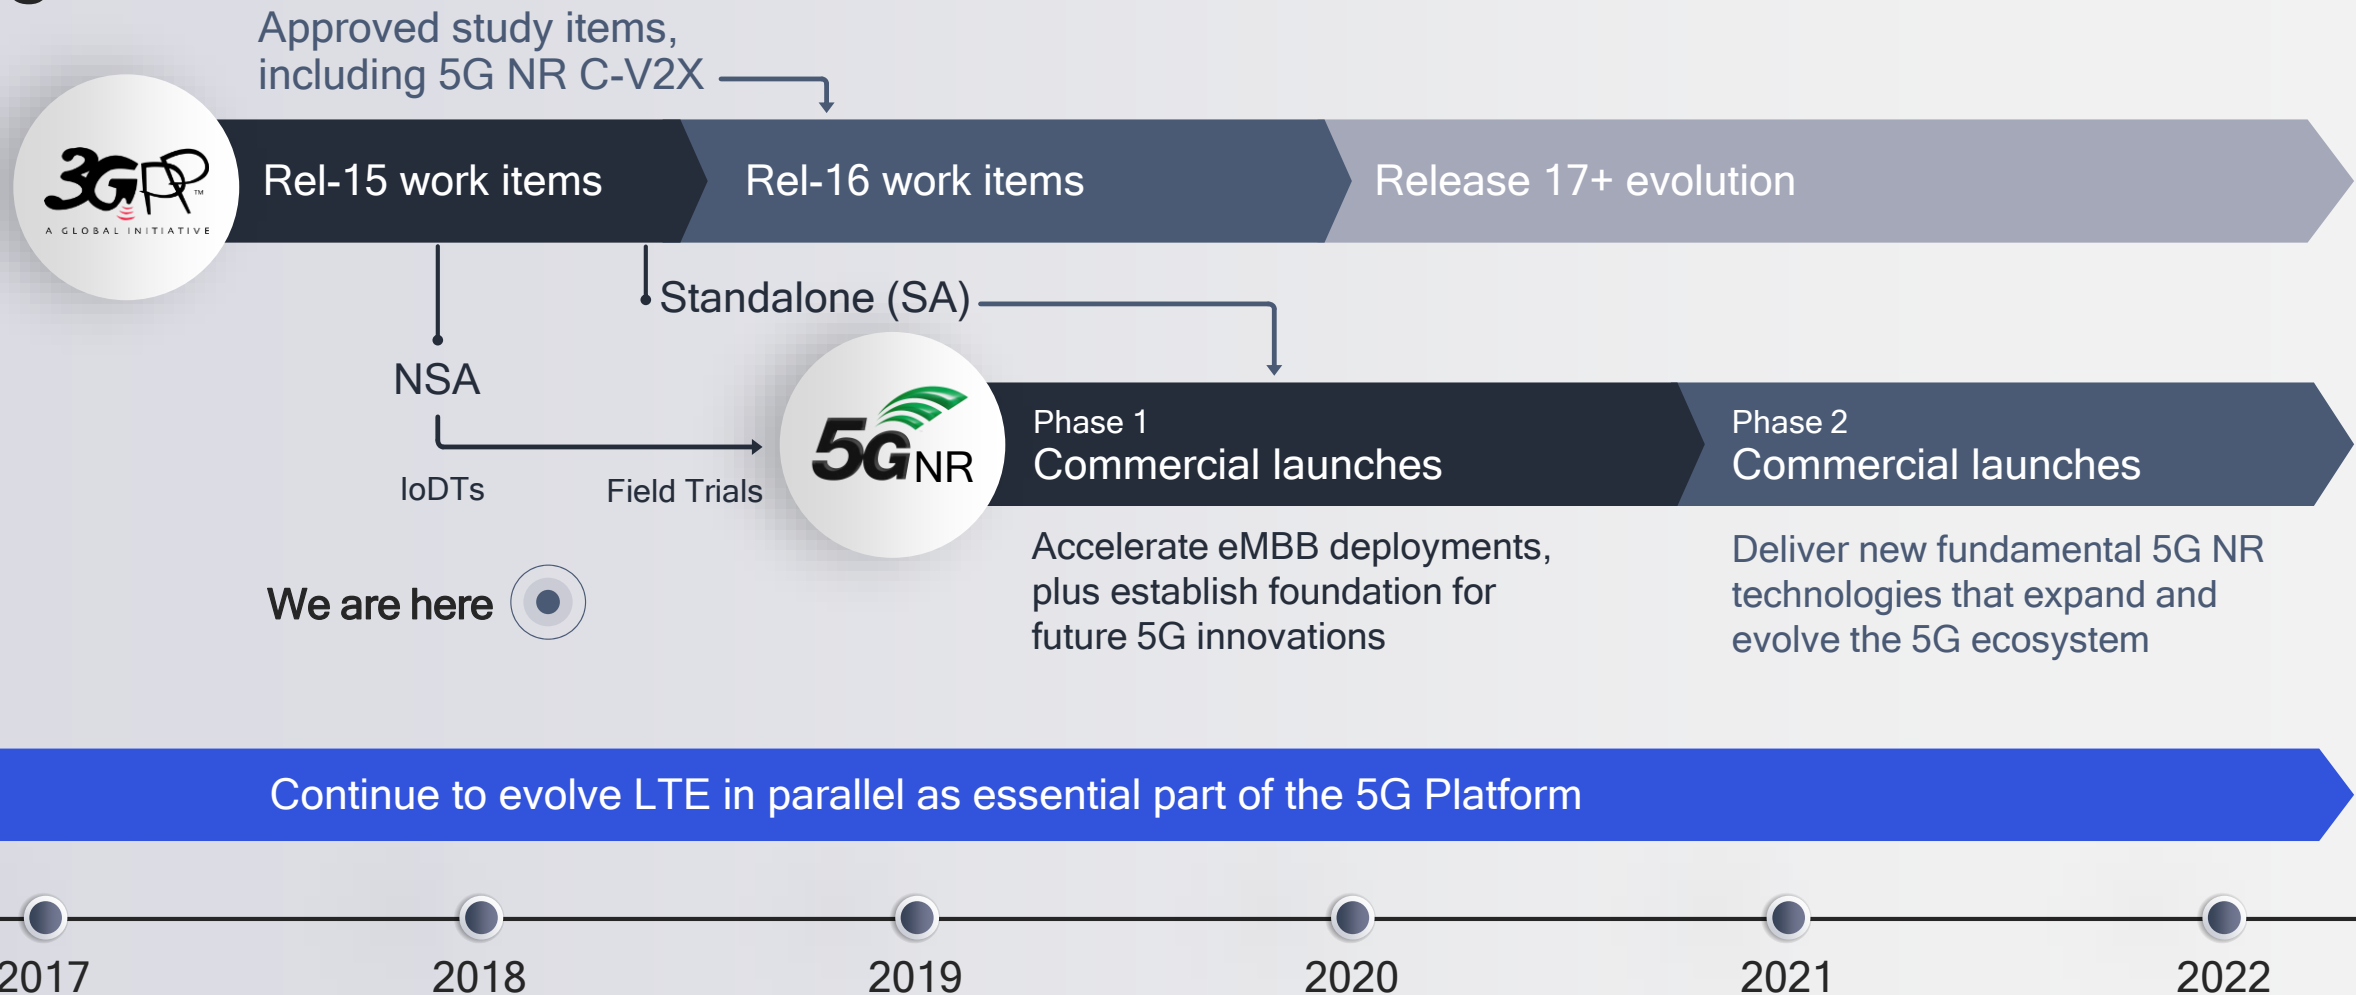 Approved study items,
including 5G NR C-V2X
3GPP™
A GLOBAL INITIATIVE
Rel-15 work items
Rel-16 work items
Release 17+ evolution
Standalone (SA)
NSA
IoDTs
Field Trials
5G NR
Phase 1
Commercial launches
Phase 2
Commercial launches
Accelerate eMBB deployments,
plus establish foundation for
future 5G innovations
Deliver new fundamental 5G NR
technologies that expand and
evolve the 5G ecosystem
We are here
Continue to evolve LTE in parallel as essential part of the 5G Platform
2017
2018
2019
2020
2021
2022